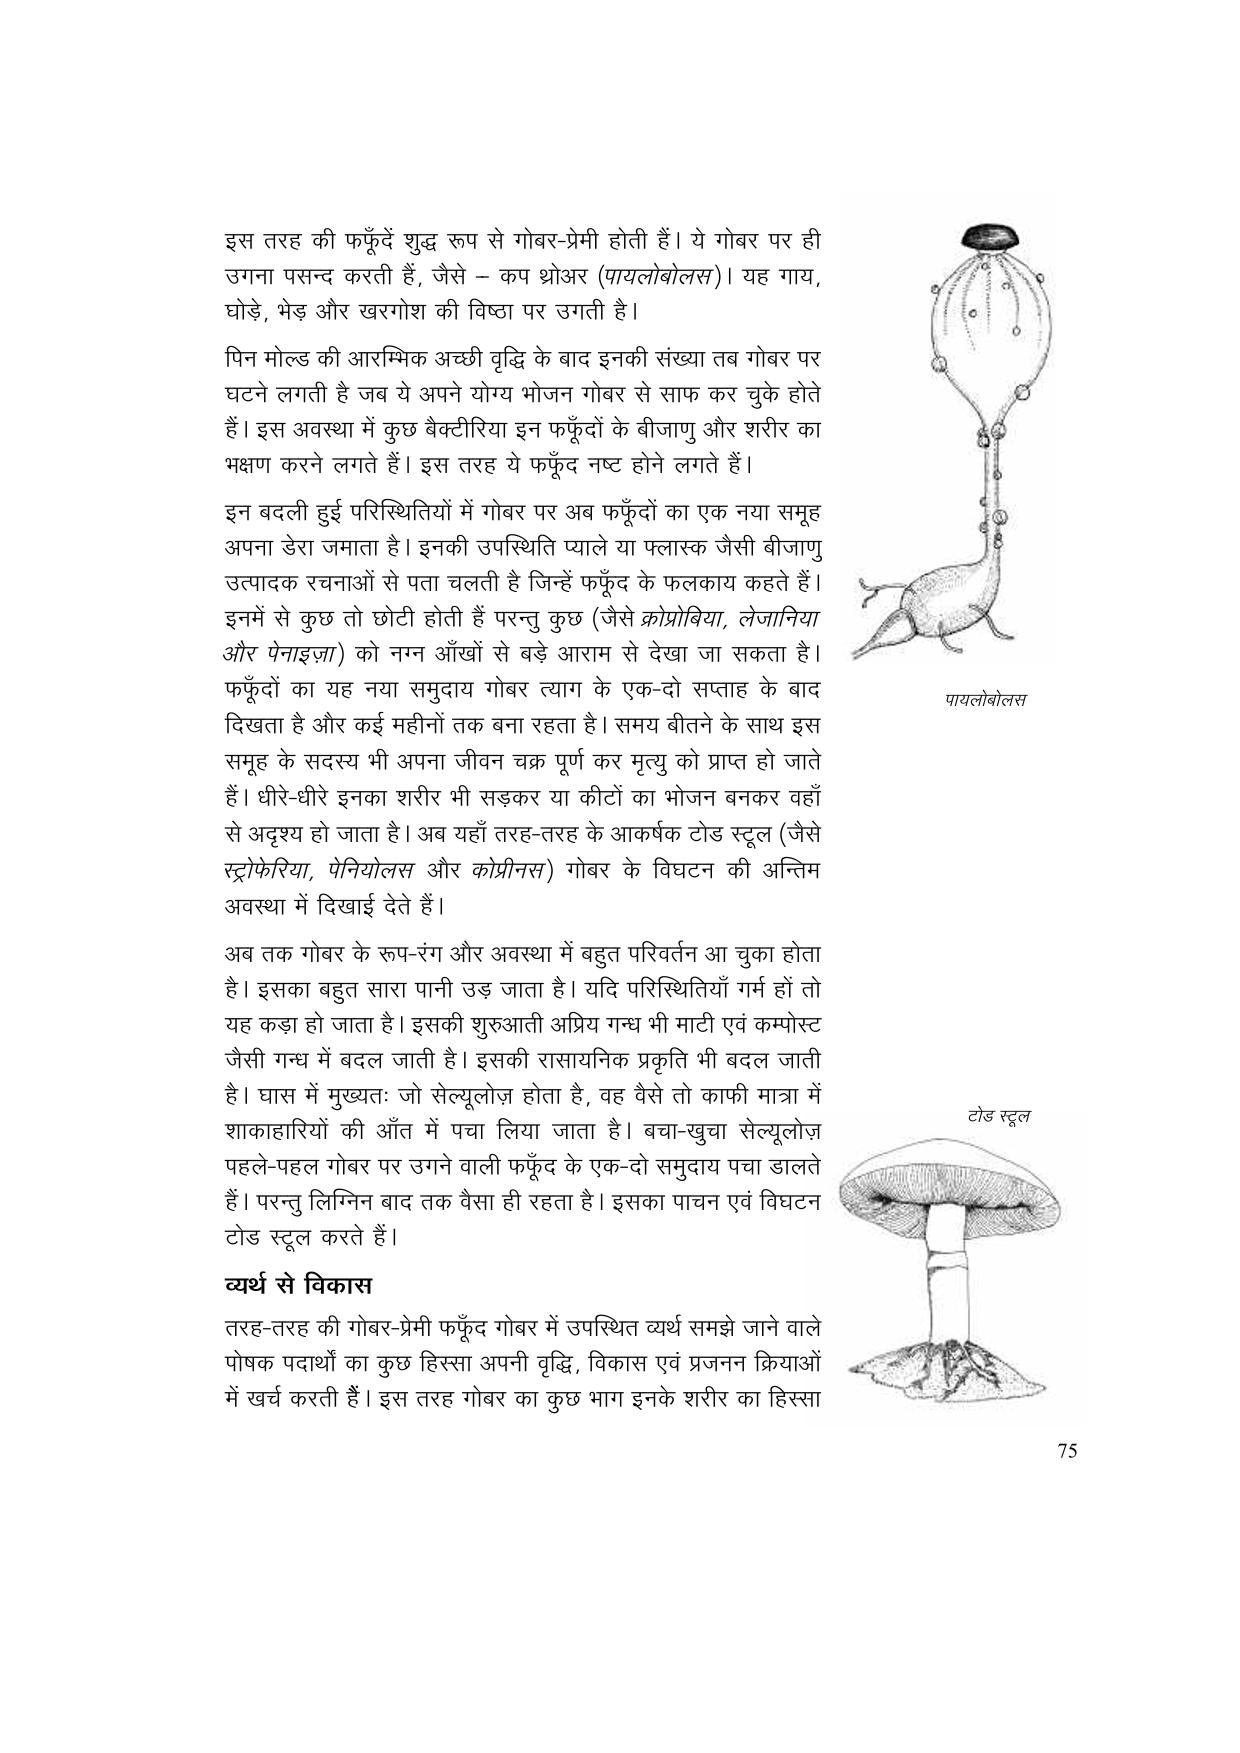 इस तरह की फफूँदें शुद्ध रूप से गोबर-प्रेमी होती हैं। ये गोबर पर ही
उगना पसन्द करती हैं, जैसे – कप थ्रोअर (पायलोबोलस)। यह गाय,
घोड़े, भेड़ और खरगोश की विष्ठा पर उगती है।
पिन मोल्ड की आरम्भिक अच्छी वृद्धि के बाद इनकी संख्या तब गोबर पर
घटने लगती है जब ये अपने योग्य भोजन गोबर से साफ कर चुके होते
हैं। इस अवस्था में कुछ बैक्टीरिया इन फफूँदों के बीजाणु और शरीर का
भक्षण करने लगते हैं। इस तरह ये फफूँद नष्ट होने लगते हैं।
इन बदली हुई परिस्थितियों में गोबर पर अब फफूँदों का एक नया समूह
अपना डेरा जमाता है। इनकी उपस्थिति प्याले या फ्लास्क जैसी बीजाणु
उत्पादक रचनाओं से पता चलती है जिन्हें फफूँद के फलकाय कहते हैं।
इनमें से कुछ तो छोटी होती हैं परन्तु कुछ (जैसे क्रोप्रोबिया, लेजानिया
और पेनाइज़ा) को नग्न आँखों से बड़े आराम से देखा जा सकता है।
फफूँदों का यह नया समुदाय गोबर त्याग के एक-दो सप्ताह के बाद
दिखता है और कई महीनों तक बना रहता है। समय बीतने के साथ इस
समूह के सदस्य भी अपना जीवन चक्र पूर्ण कर मृत्यु को प्राप्त हो जाते
हैं। धीरे-धीरे इनका शरीर भी सड़कर या कीटों का भोजन बनकर वहाँ
से अदृश्य हो जाता है। अब यहाँ तरह-तरह के आकर्षक टोड स्टूल (जैसे
स्ट्रोफेरिया, पेनियोलस और कोप्रीनस) गोबर के विघटन की अन्तिम
अवस्था में दिखाई देते हैं।
अब तक गोबर के रूप-रंग और अवस्था में बहुत परिवर्तन आ चुका होता
है। इसका बहुत सारा पानी उड़ जाता है। यदि परिस्थितियाँ गर्म हों तो
यह कड़ा हो जाता है। इसकी शुरुआती अप्रिय गन्ध भी माटी एवं कम्पोस्ट
जैसी गन्ध में बदल जाती है। इसकी रासायनिक प्रकृति भी बदल जाती
है। घास में मुख्यतः जो सेल्यूलोज़ होता है, वह वैसे तो काफी मात्रा में
शाकाहारियों की आँत में पचा लिया जाता है। बचा-खुचा सेल्यूलोज़
पहले-पहल गोबर पर उगने वाली फफूँद के एक-दो समुदाय पचा डालते
हैं। परन्तु लिग्निन बाद तक वैसा ही रहता है। इसका पाचन एवं विघटन
टोड स्टूल करते हैं।
व्यर्थ से विकास
तरह-तरह की गोबर-प्रेमी फफूँद गोबर में उपस्थित व्यर्थ समझे जाने वाले
पोषक पदार्थों का कुछ हिस्सा अपनी वृद्धि, विकास एवं प्रजनन क्रियाओं
में खर्च करती हैं। इस तरह गोबर का कुछ भाग इनके शरीर का हिस्सा
पायलोबोलस
टोड स्टूल
75